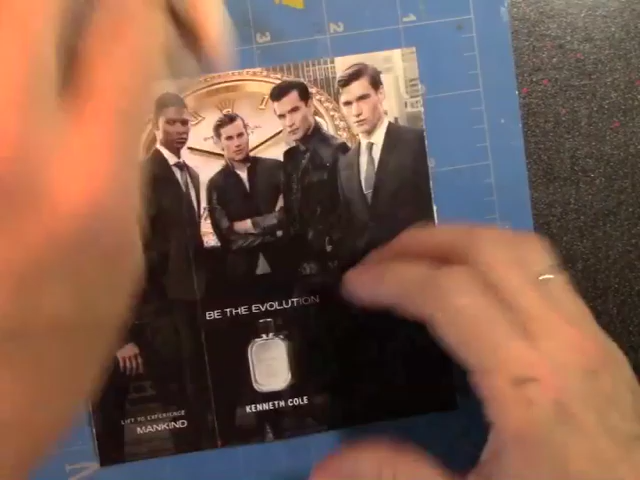 3
2
1
BE THE EVOLUTION
KENNETH COLE
LIFT TO EXPERIENCE
MANKIND